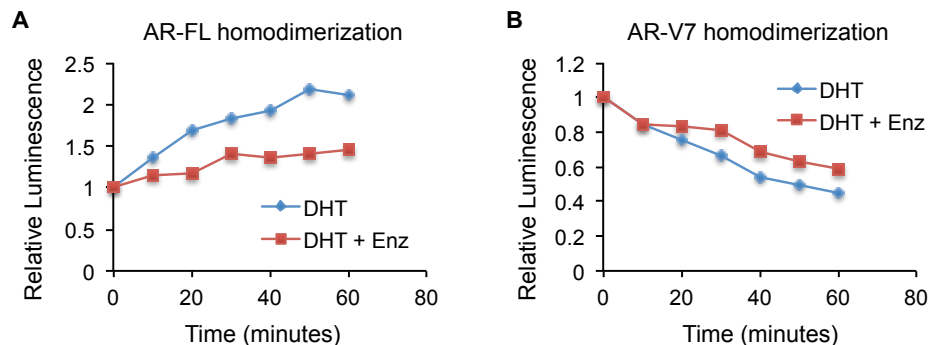 A
AR-FL homodimerization
Relative Luminescence
2.5
2
1.5
1
0.5
0
0 20 40 60 80
Time (minutes)
DHT
DHT + Enz
B
AR-V7 homodimerization
Relative Luminescence
1.2
1
0.8
0.6
0.4
0.2
0
0 20 40 60 80
Time (minutes)
DHT
DHT + Enz